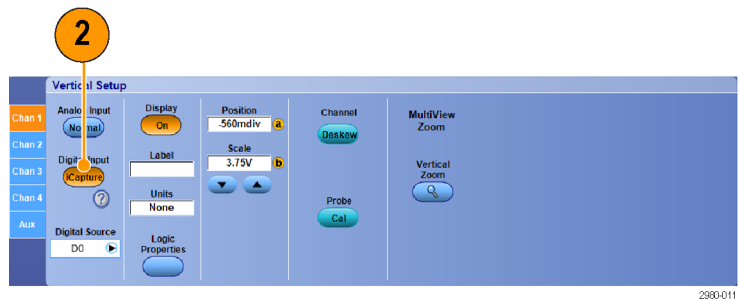 2
Vertical Setup
Chan 1
Chan 2
Chan 3
Chan 4
Aux
Analog Input
Normal
Digital Input
iCapture
?
Digital Source
D0
Display
On
Label
Units
None
Logic
Properties
Position
-560mdiv
a
Scale
3.75V
b
Channel
Deskew
Probe
Cal
MultiView
Zoom
Vertical
Zoom
2980-011